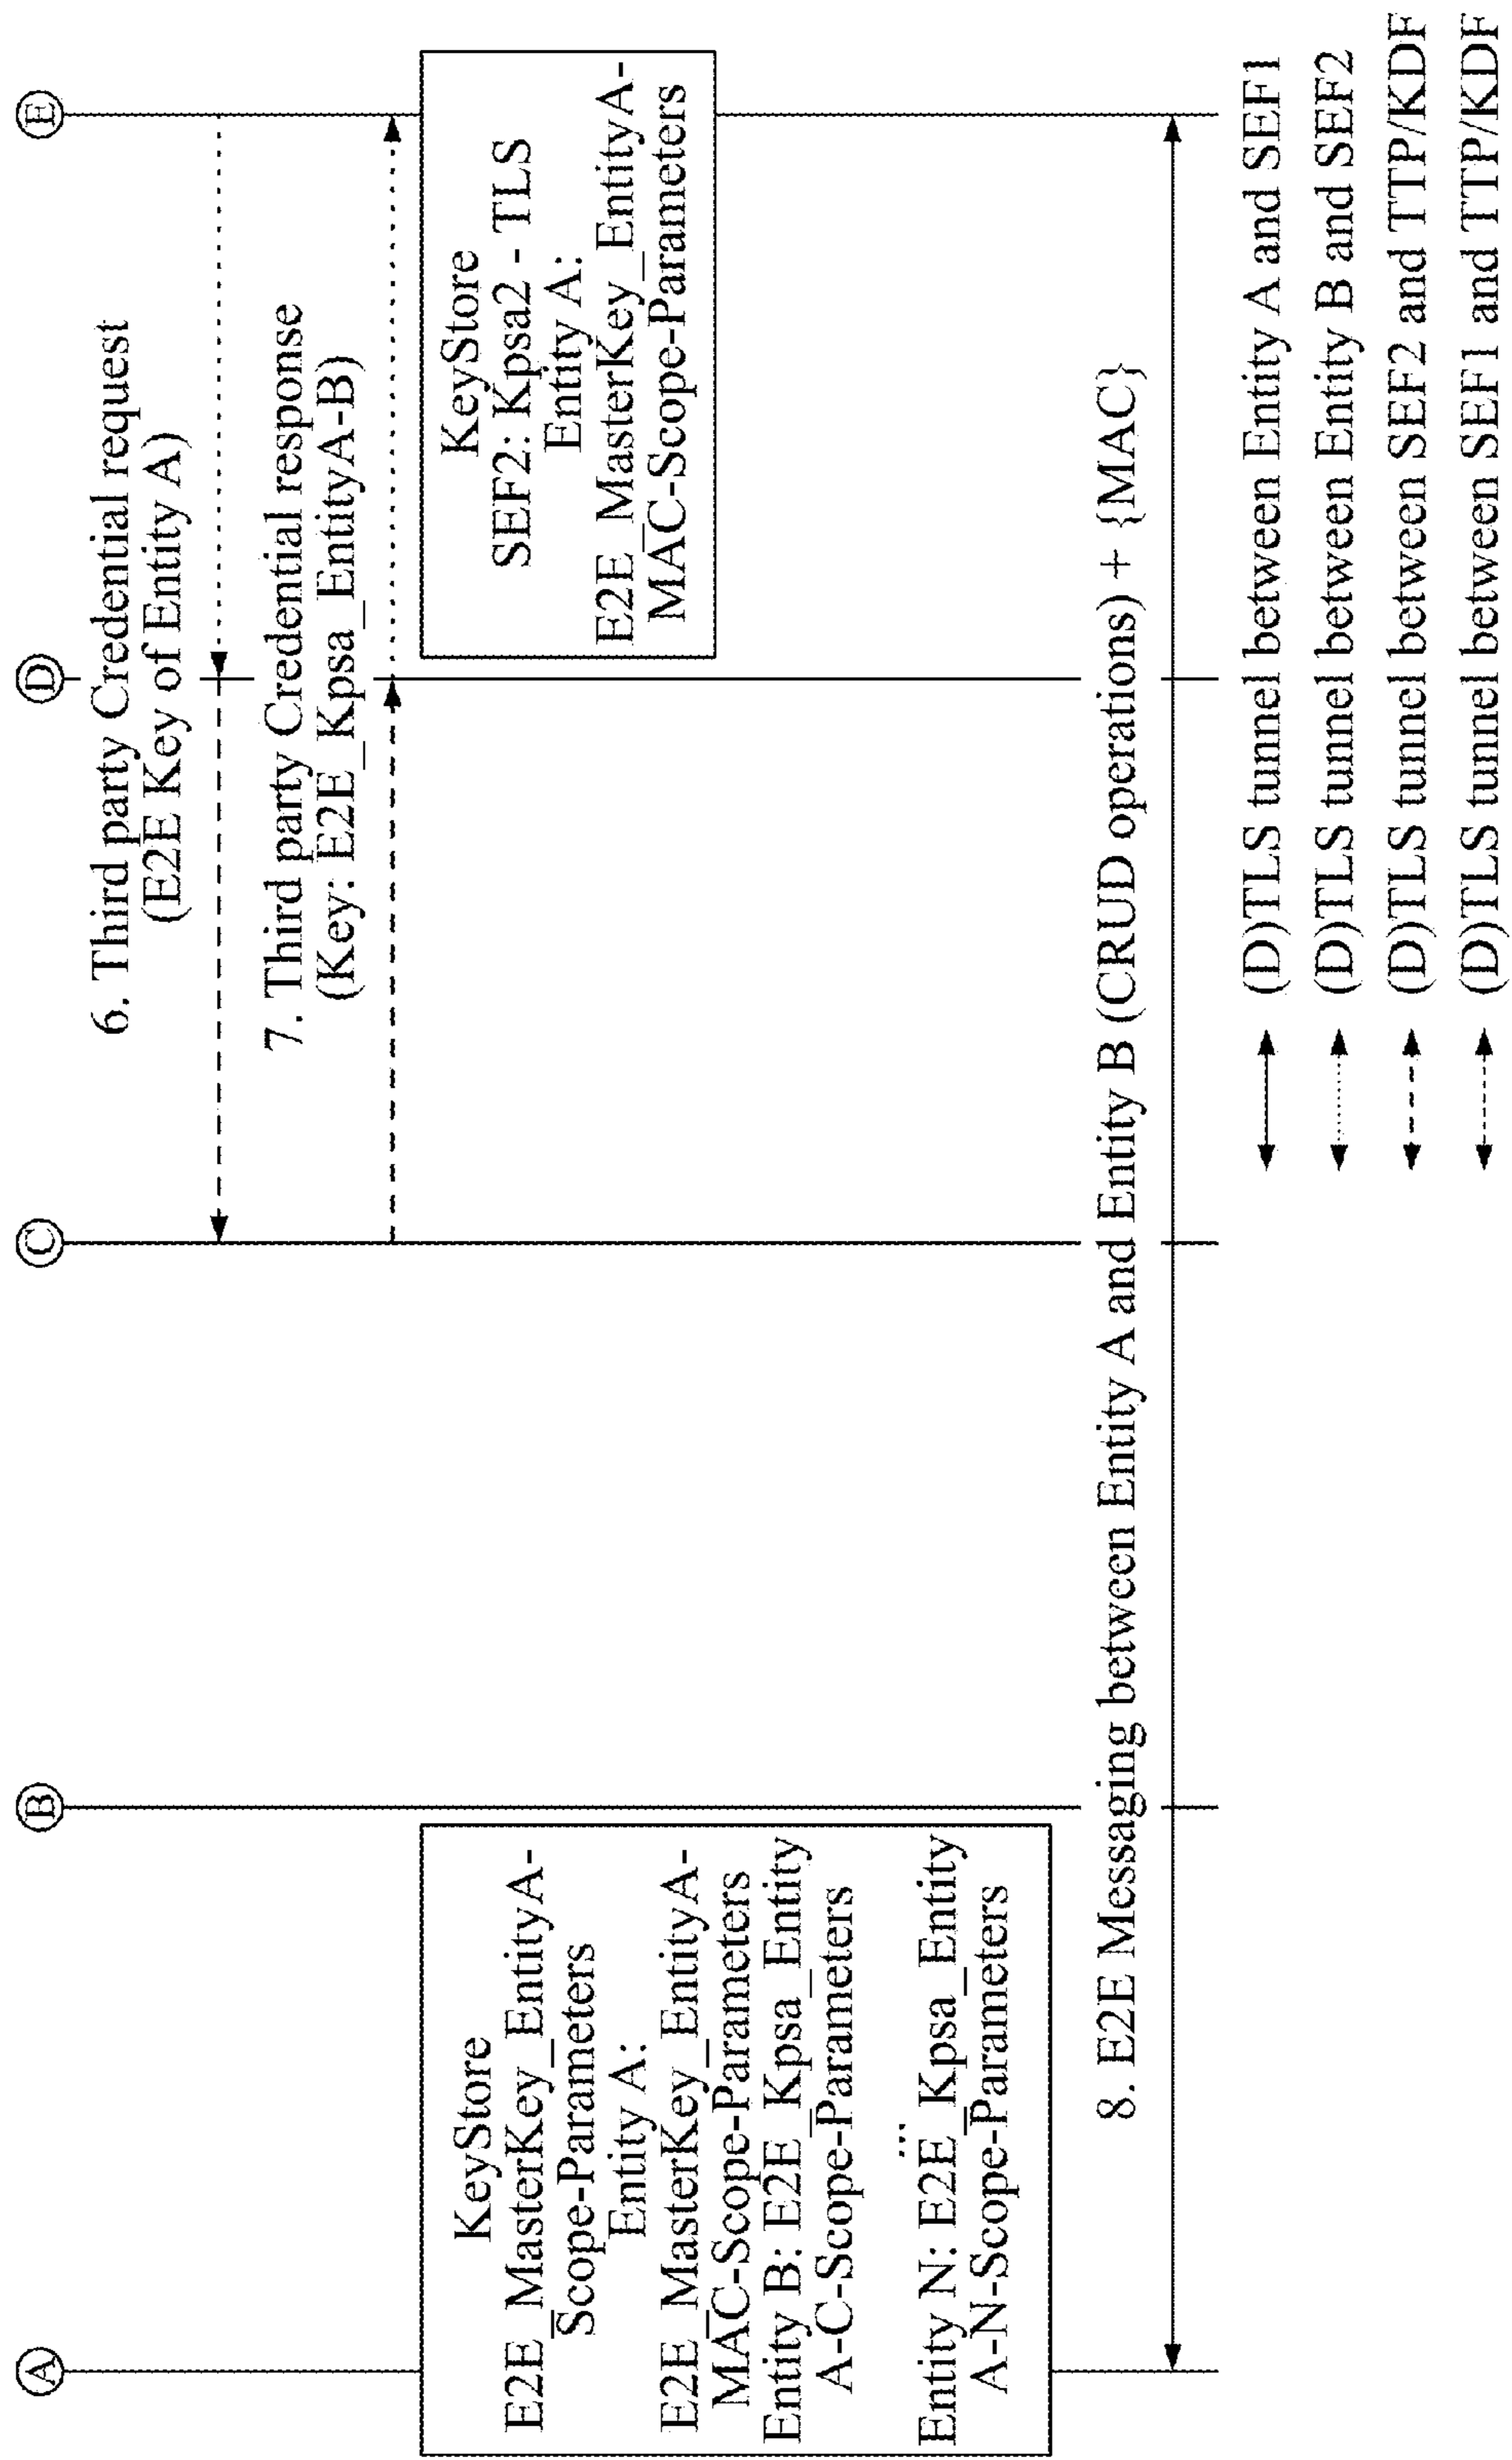 A
B
C
D
E
6. Third party Credential request
(E2E Key of Entity A)
7. Third party Credential response
(Key: E2E_Kpsa_EntityA-B)
KeyStore
E2E_MasterKey_EntityA-
Scope-Parameters
Entity A:
E2E_MasterKey_EntityA-
MAC-Scope-Parameters
Entity B: E2E_Kpsa_Entity
A-C-Scope-Parameters
...
Entity N: E2E_Kpsa_Entity
A-N-Scope-Parameters
KeyStore
SEF2: Kpsa2 - TLS
Entity A:
E2E_MasterKey_EntityA-
MAC-Scope-Parameters
8. E2E Messaging between Entity A and Entity B (CRUD operations) + {MAC}
(D)TLS tunnel between Entity A and SEF1
(D)TLS tunnel between Entity B and SEF2
(D)TLS tunnel between SEF2 and TTP/KDF
(D)TLS tunnel between SEF1 and TTP/KDF